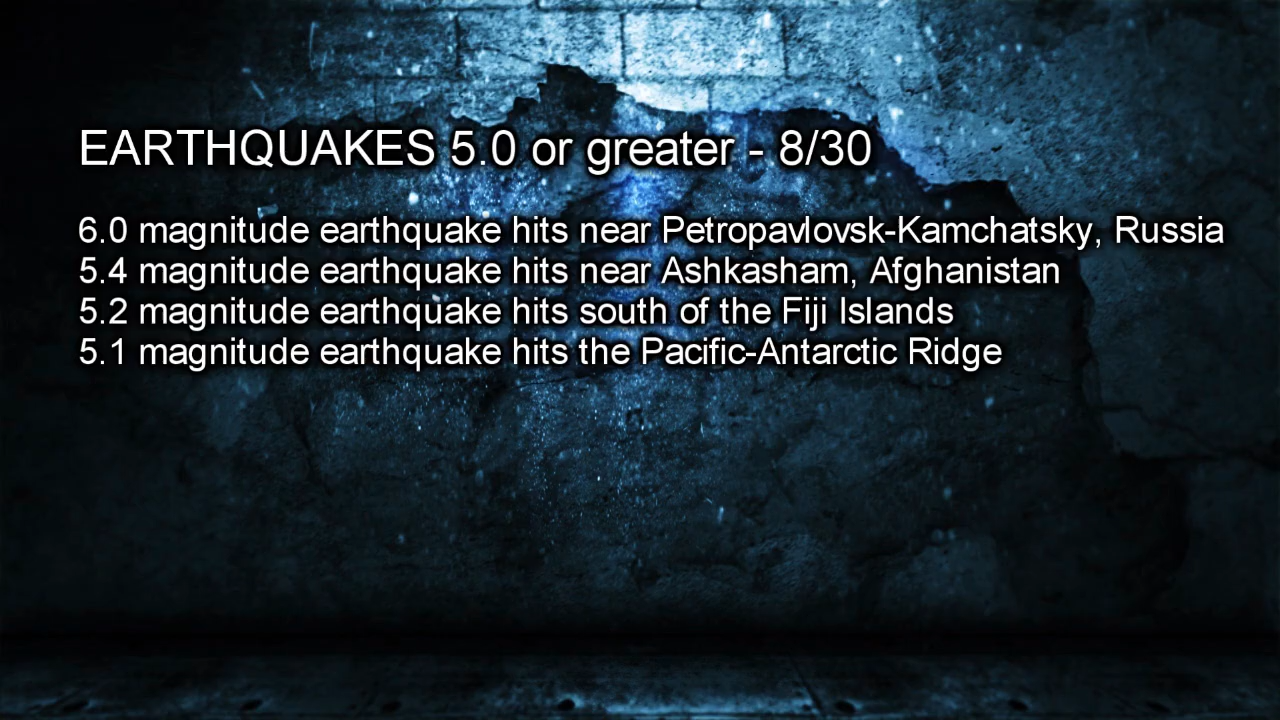 EARTHQUAKES 5.0 or greater - 8/30
6.0 magnitude earthquake hits near Petropavlovsk-Kamchatsky, Russia
5.4 magnitude earthquake hits near Ashkasham, Afghanistan
5.2 magnitude earthquake hits south of the Fiji Islands
5.1 magnitude earthquake hits the Pacific-Antarctic Ridge